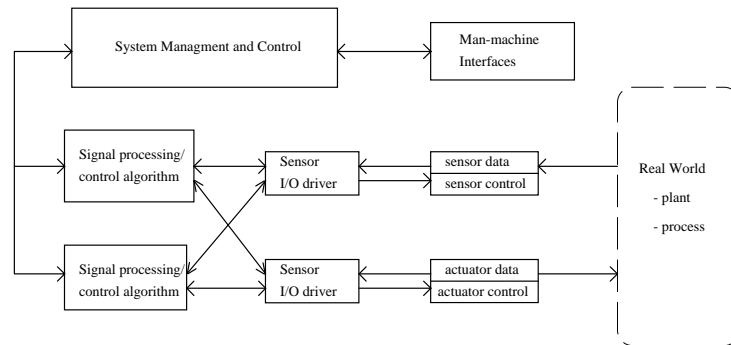 System Managment and Control
Man-machine
Interfaces
Signal processing/
control algorithm
Sensor
I/O driver
sensor data
sensor control
Real World
- plant
- process
Signal processing/
control algorithm
Sensor
I/O driver
actuator data
actuator control